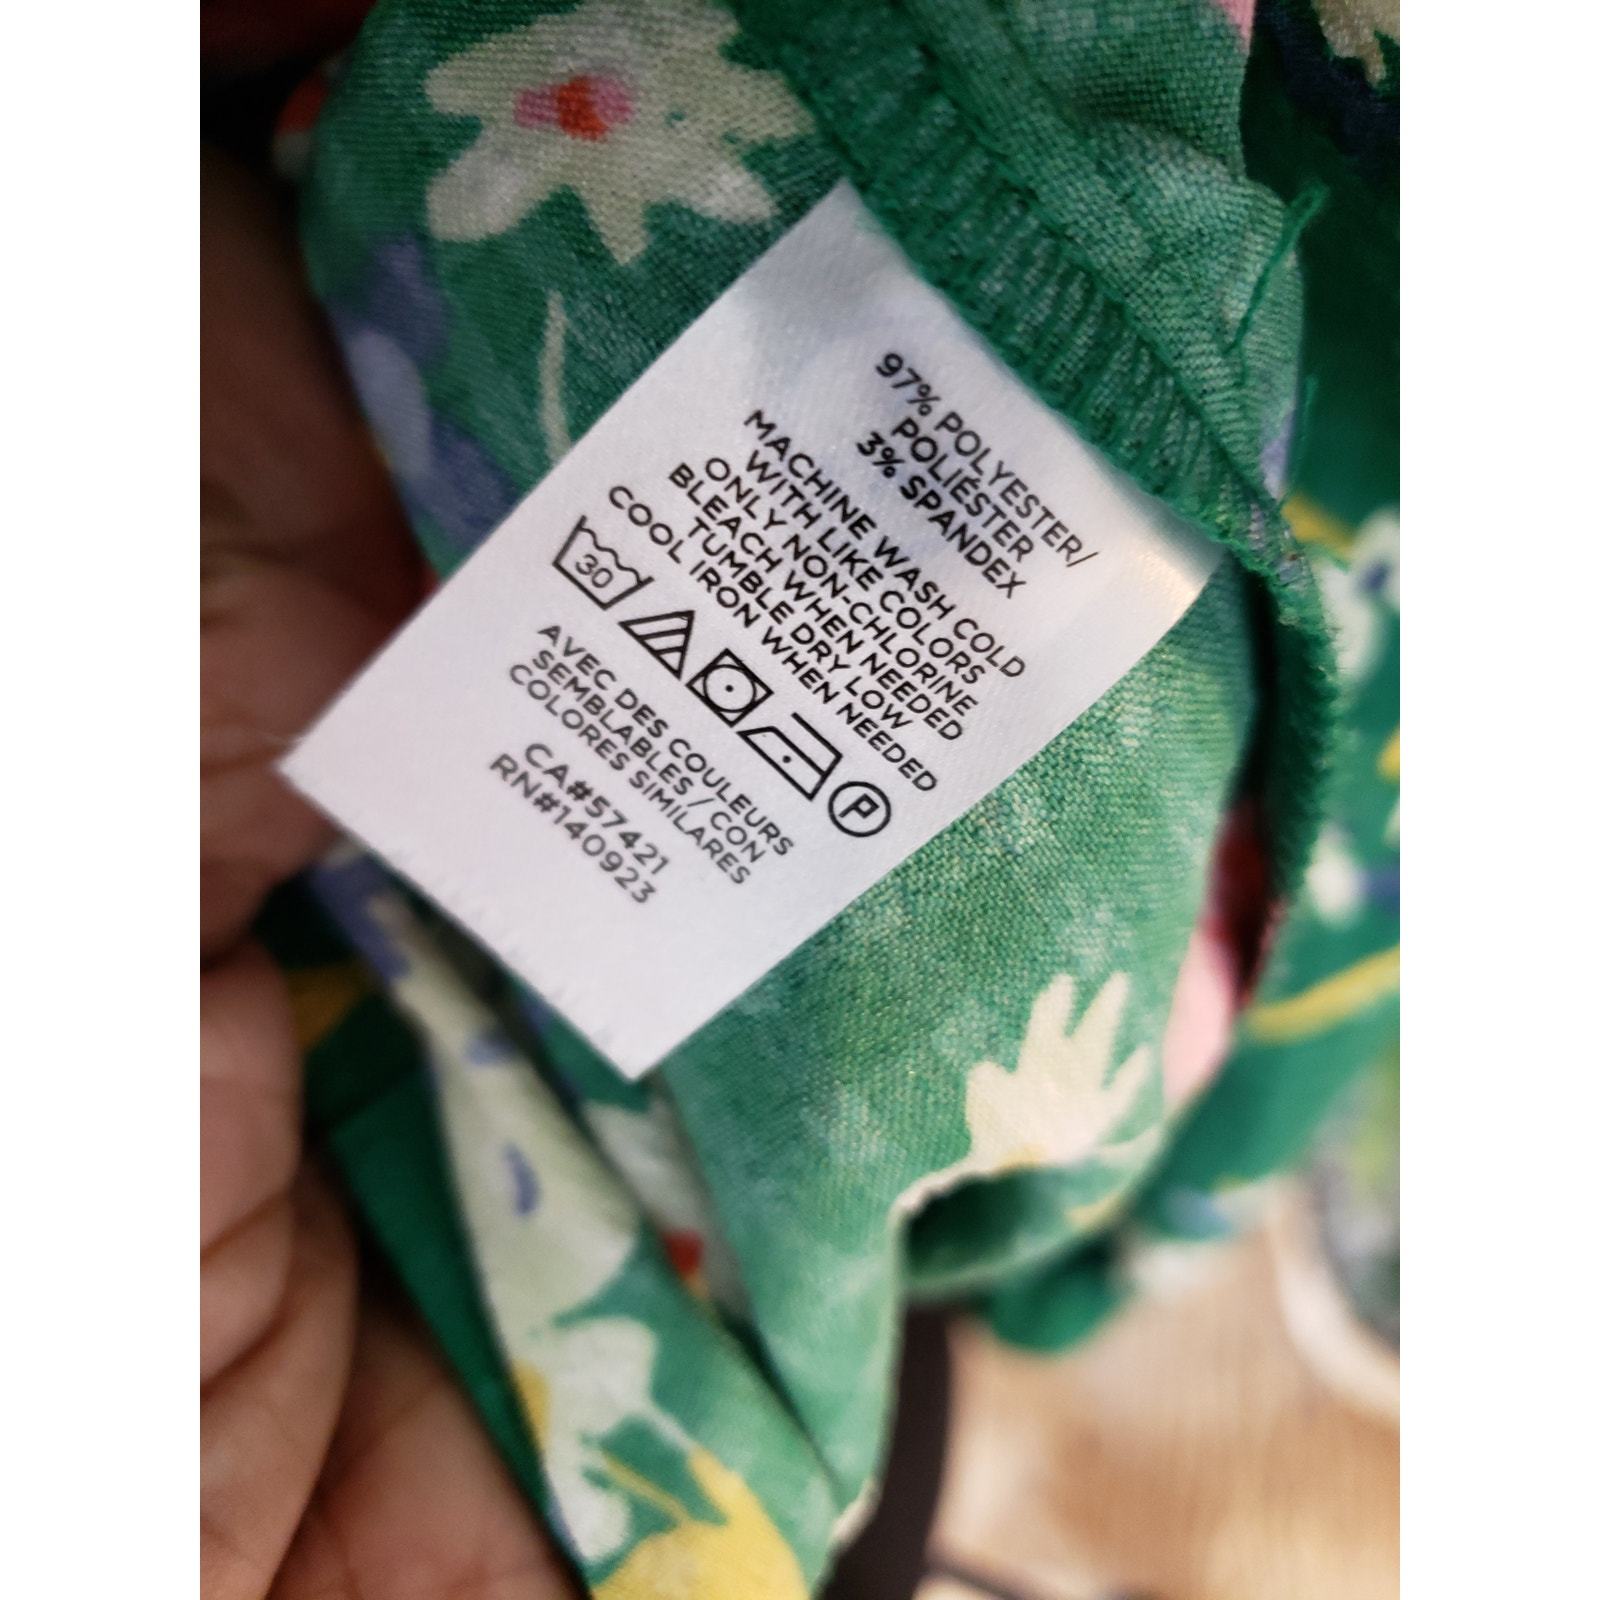 97% POLYESTER/
POLIÉSTER
3% SPANDEX
MACHINE WASH COLD
WITH LIKE COLORS
ONLY NON-CHLORINE
BLEACH WHEN NEEDED
TUMBLE DRY LOW
COOL IRON WHEN NEEDED
30 P
AVEC DES COULEURS
SEMBLABLES / CON
COLORES SIMILARES
CA#57421
RN#140923